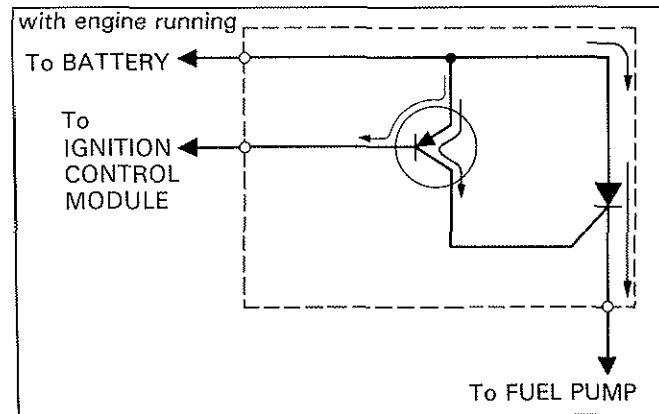 with engine running
To BATTERY
To
IGNITION
CONTROL
MODULE
To FUEL PUMP